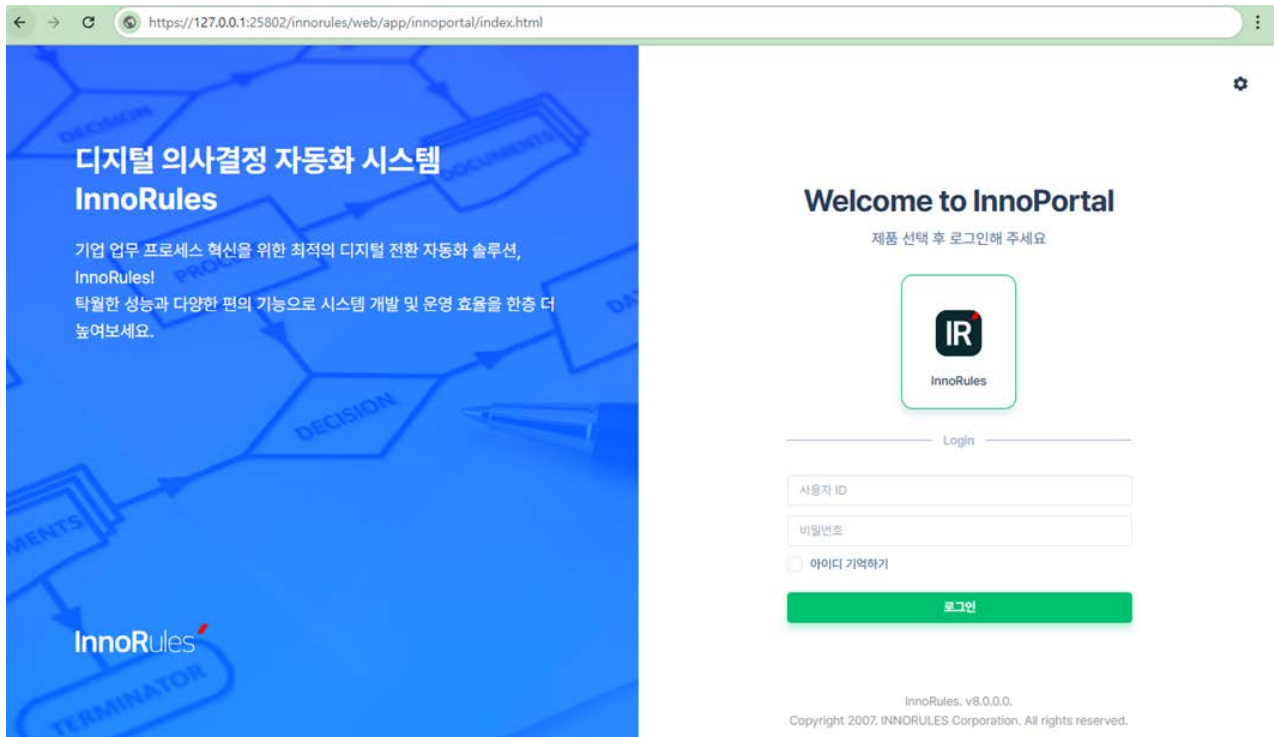 https://127.0.0.1:25802/innorules/web/app/innoportal/index.html
디지털 의사결정 자동화 시스템
InnoRules
기업 업무 프로세스 혁신을 위한 최적의 디지털 전환 자동화 솔루션,
InnoRules!
탁월한 성능과 다양한 편의 기능으로 시스템 개발 및 운영 효율을 한층 더
높여보세요.
DECISION
DOCUMENTS
DECISION
TERMINATOR
InnoRules
Welcome to InnoPortal
제품 선택 후 로그인해 주세요
IR
InnoRules
Login
사용자 ID
비밀번호
아이디 기억하기
로그인
InnoRules. v8.0.0.0.
Copyright 2007. INNORULES Corporation. All rights reserved.